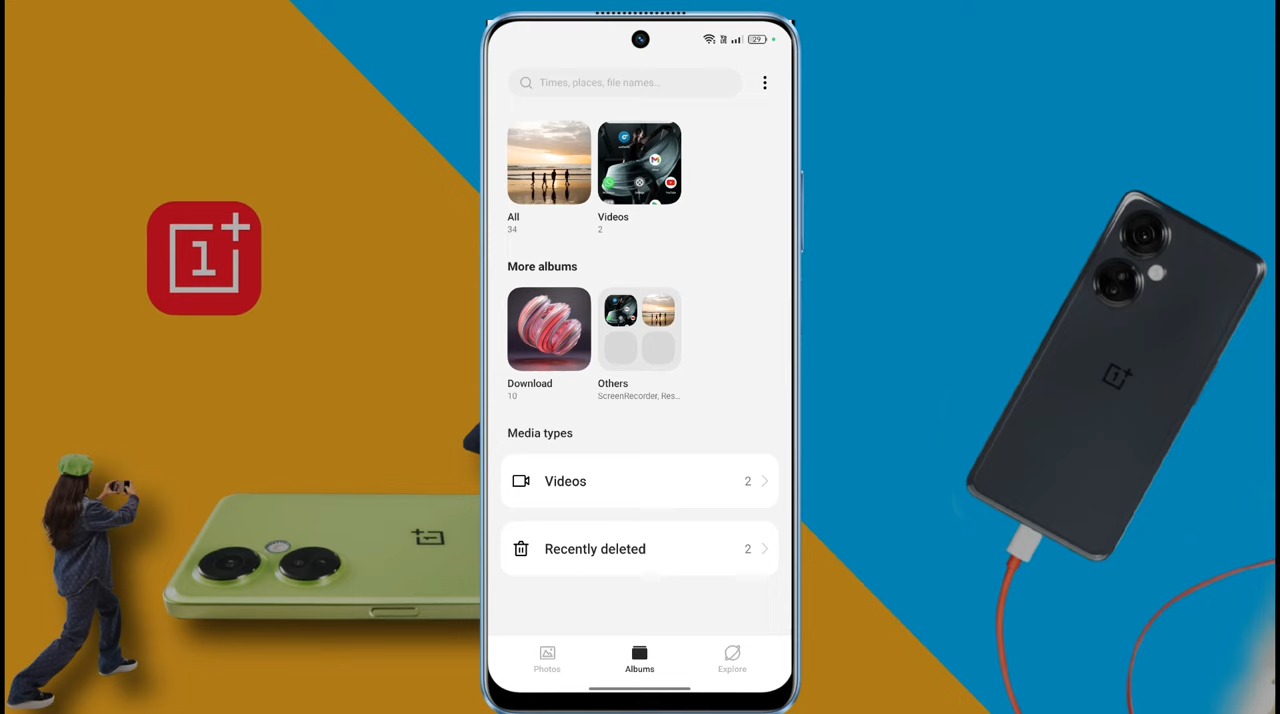 29
Times, places, file names...
All
34
Videos
2
More albums
Download
10
Others
ScreenRecorder, Res...
Media types
Videos
2
Recently deleted
2
Photos
Albums
Explore